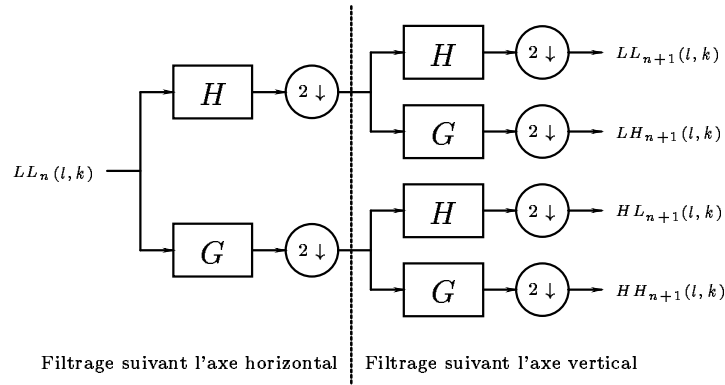 H
2 ↓
LL_{n+1}(l, k)
H
2 ↓
G
2 ↓
LH_{n+1}(l, k)
LL_n(l, k)
H
2 ↓
HL_{n+1}(l, k)
G
2 ↓
G
2 ↓
HH_{n+1}(l, k)
Filtrage suivant l'axe horizontal
Filtrage suivant l'axe vertical